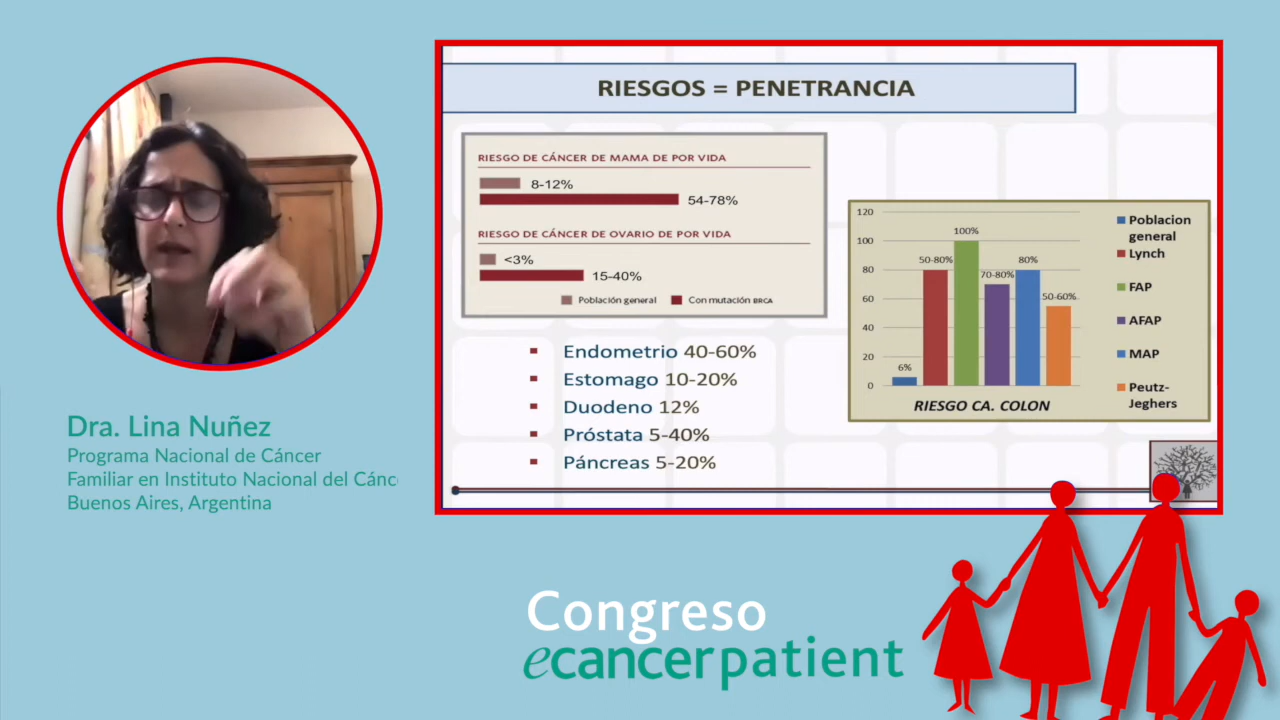 RIESGOS = PENETRANCIA
RIESGO DE CÁNCER DE MAMA DE POR VIDA
8-12%
54-78%
RIESGO DE CÁNCER DE OVARIO DE POR VIDA
<3%
15-40%
Población general
Con mutación BRCA
Endometrio 40-60%
Estomago 10-20%
Duodeno 12%
Próstata 5-40%
Páncreas 5-20%
120
100
80
60
40
20
0
6%
50-80%
100%
70-80%
80%
50-60%
Poblacion
general
Lynch
FAP
AFAP
MAP
Peutz-
Jeghers
RIESGO CA. COLON
Dra. Lina Nuñez
Programa Nacional de Cáncer
Familiar en Instituto Nacional del Cánc
Buenos Aires, Argentina
Congreso
ecancerpatient